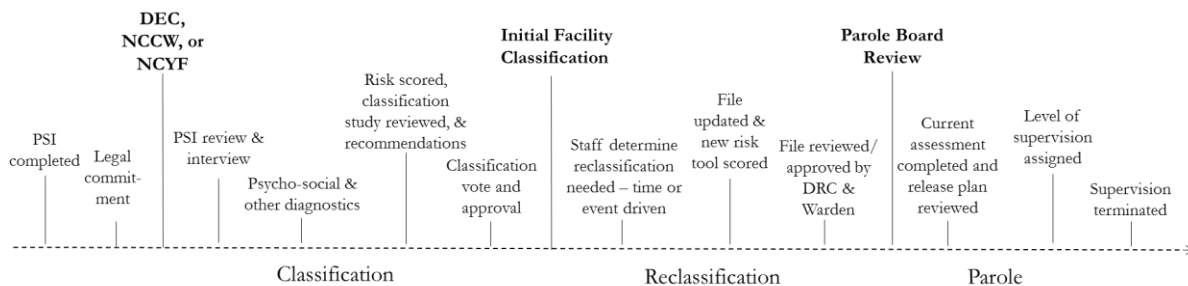 DEC,
NCCW, or
NCYF
Initial Facility
Classification
Parole Board
Review
PSI
completed
Legal
commit-
ment
PSI review &
interview
Psycho-social &
other diagnostics
Risk scored,
classification
study reviewed, &
recommendations
Classification
vote and
approval
Staff determine
reclassification
needed – time or
event driven
File
updated &
new risk
tool scored
File reviewed/
approved by
DRC &
Warden
Current
assessment
completed and
release plan
reviewed
Level of
supervision
assigned
Supervision
terminated
Classification
Reclassification
Parole